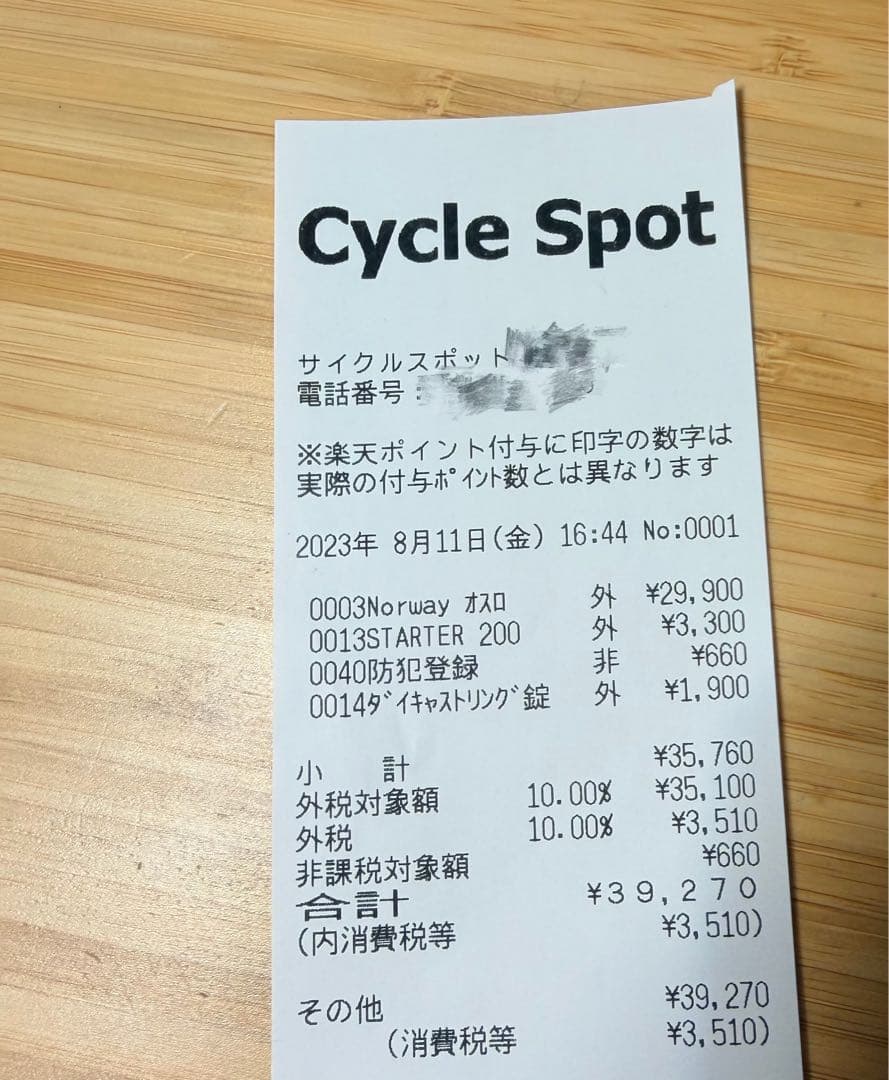 Cycle Spot
サイクルスポット
電話番号:
※楽天ポイント付与に印字の数字は
実際の付与ﾎﾟｲﾝﾄ数とは異なります
2023年 8月11日(金) 16:44 No:0001
0003Norway ｵｽﾛ 外 ¥29,900
0013STARTER 200 外 ¥3,300
0040防犯登録 非 ¥660
0014ﾀﾞｲｷｬｽﾄﾘﾝｸﾞ錠 外 ¥1,900
小 計 ¥35,760
外税対象額 10.00% ¥35,100
外税 10.00% ¥3,510
非課税対象額 ¥660
合計 ¥39,270
(内消費税等 ¥3,510)
その他 ¥39,270
(消費税等 ¥3,510)